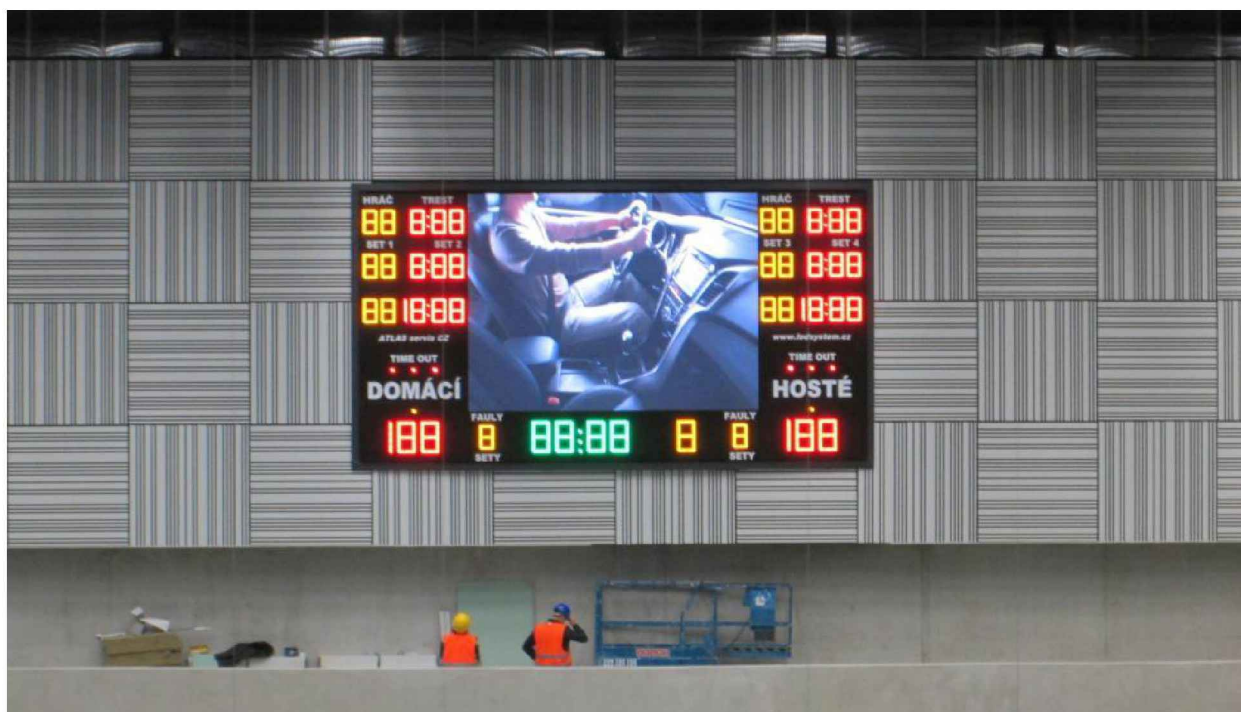 HRÁČ TREST
88 8:88
SET 1 SET 2
88 8:88
88 18:88
ATLAS servis CZ
TIME OUT
DOMÁCÍ
188
FAULY
8
SETY
88:88
8
HRÁČ TREST
88 8:88
SET 3 SET 4
88 8:88
88 18:88
www.ledsystem.cz
TIME OUT
HOSTÉ
FAULY
8
SETY
188